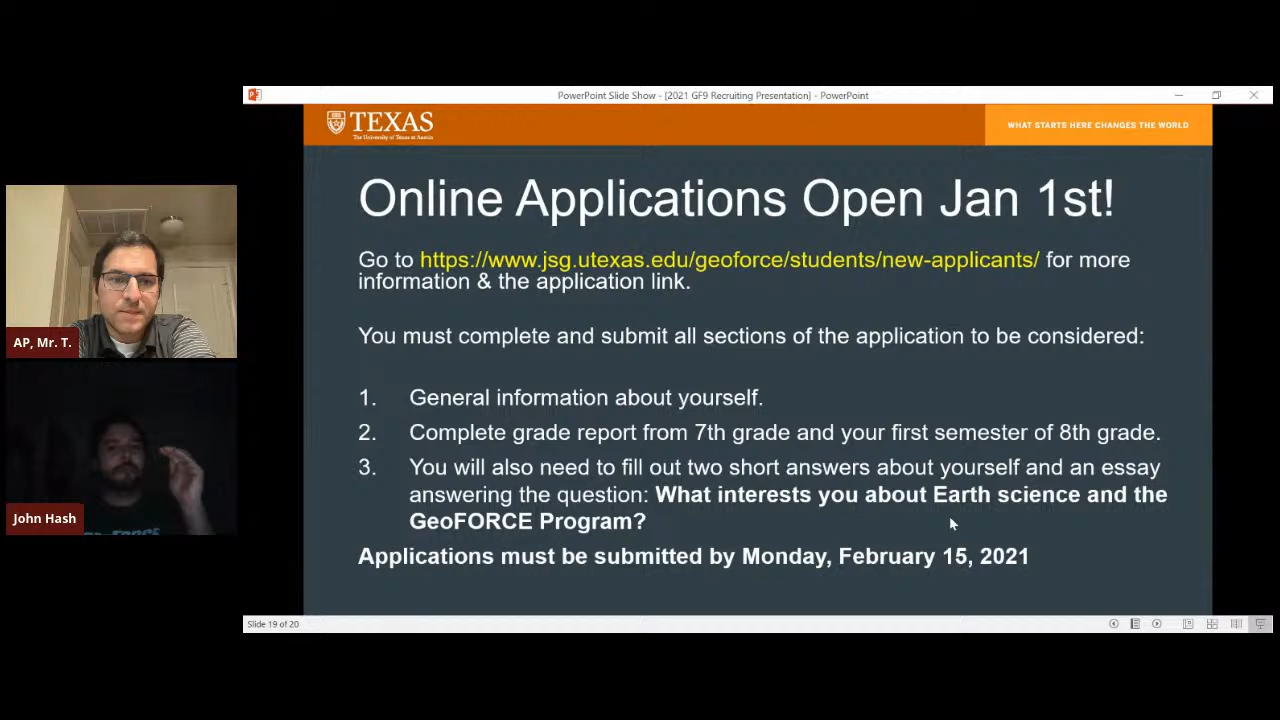 PowerPoint Slide Show - [2021 GF9 Recruiting Presentation] - PowerPoint
TEXAS
The University of Texas at Austin
WHAT STARTS HERE CHANGES THE WORLD
Online Applications Open Jan 1st!
Go to https://www.jsg.utexas.edu/geoforce/students/new-applicants/ for more
information & the application link.
You must complete and submit all sections of the application to be considered:
1. General information about yourself.
2. Complete grade report from 7th grade and your first semester of 8th grade.
3. You will also need to fill out two short answers about yourself and an essay
answering the question: What interests you about Earth science and the
GeoFORCE Program?
Applications must be submitted by Monday, February 15, 2021
Slide 19 of 20
AP, Mr. T.
John Hash